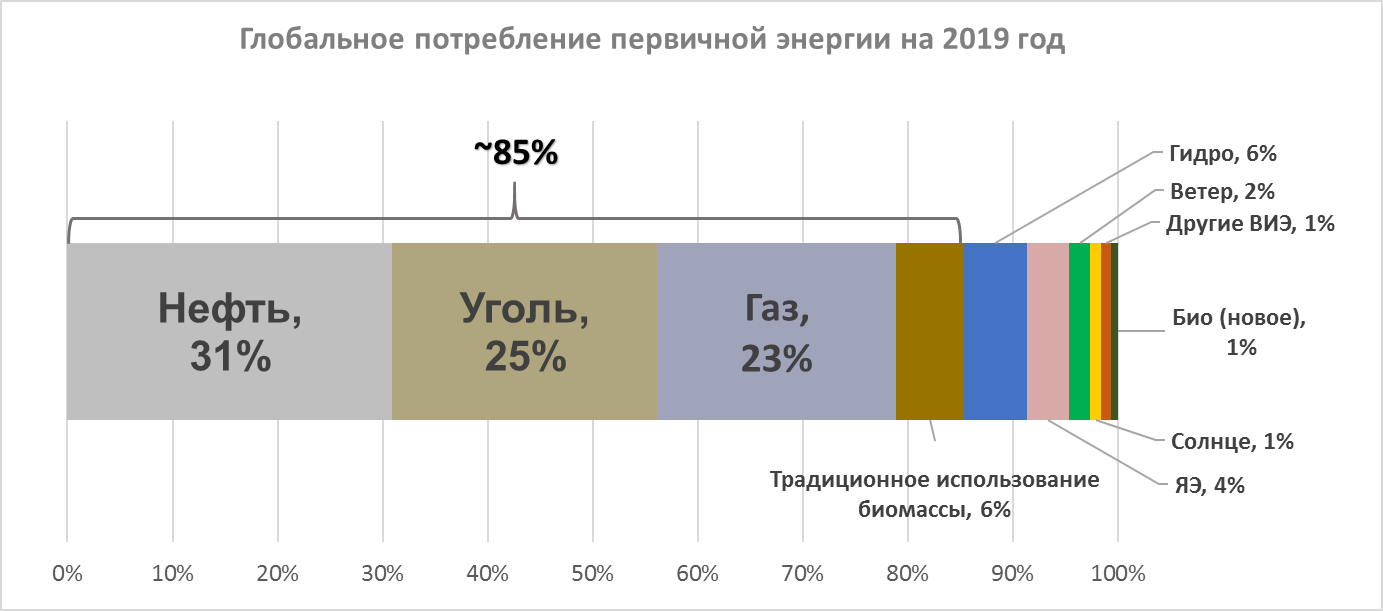 Глобальное потребление первичной энергии на 2019 год
~85%
Гидро, 6%
Ветер, 2%
Другие ВИЭ, 1%
Нефть,
31%
Уголь,
25%
Газ,
23%
Био (новое),
1%
Солнце, 1%
Традиционное использование
биомассы, 6%
ЯЭ, 4%
0% 10% 20% 30% 40% 50% 60% 70% 80% 90% 100%